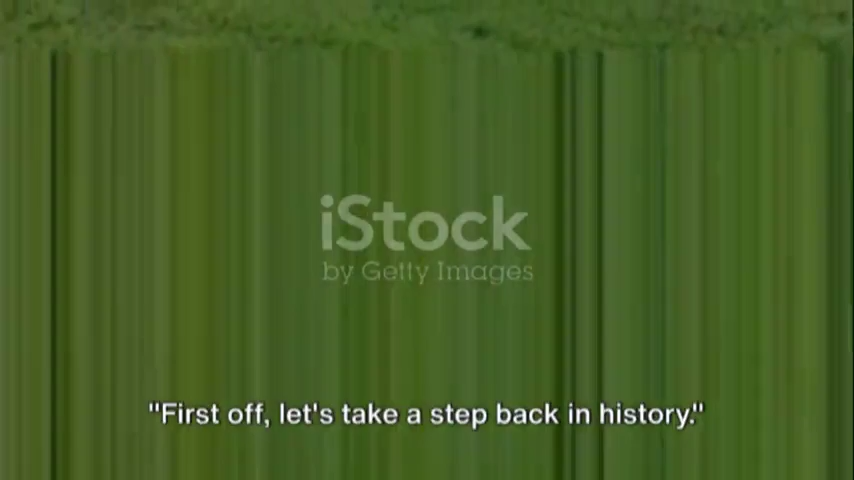 iStock
by Getty Images
"First off, let's take a step back in history."